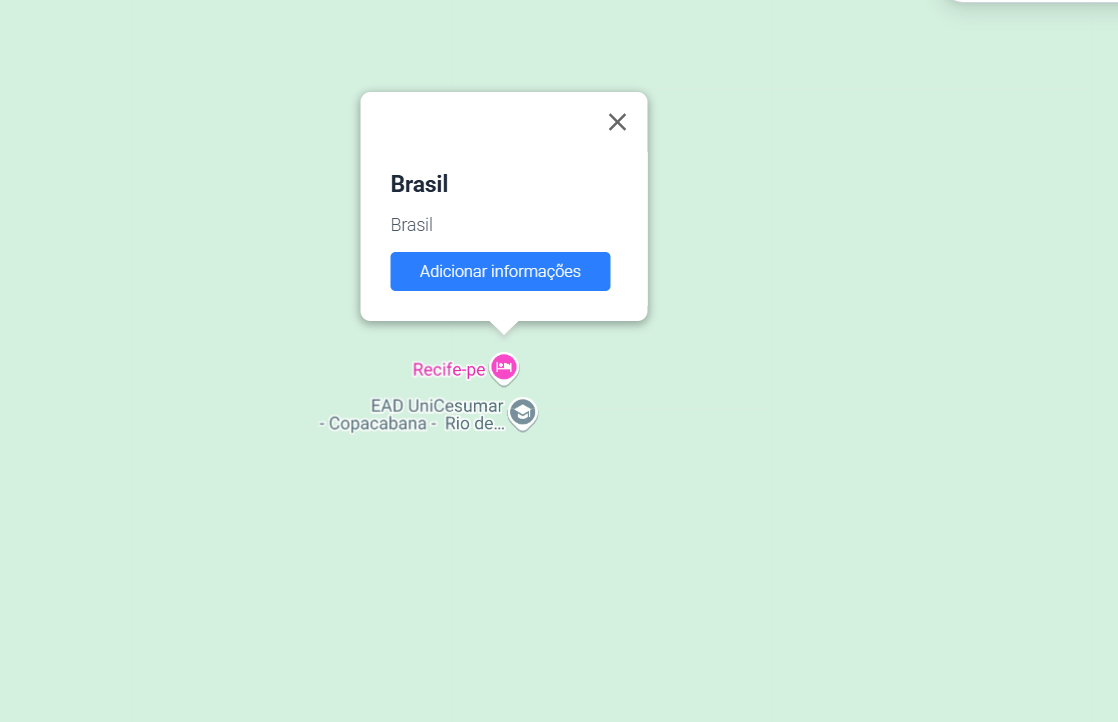 Brasil
Brasil
Adicionar informações
Recife-pe
EAD UniCesumar
- Copacabana - Rio de...